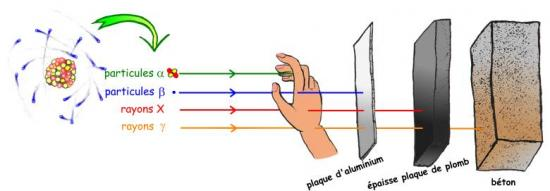 particules α
particules β
rayons X
rayons γ
plaque d'aluminium
épaisse plaque de plomb
béton